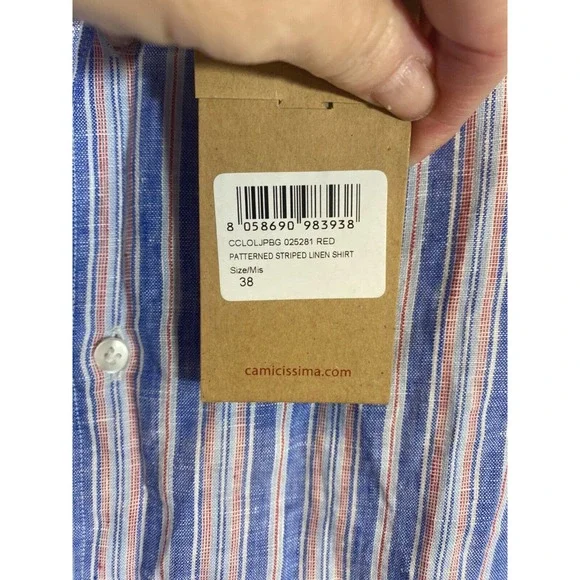 8 058690 983938
CCLOLJPBG 025281 RED
PATTERNED STRIPED LINEN SHIRT
Size/Mis
38
camicissima.com